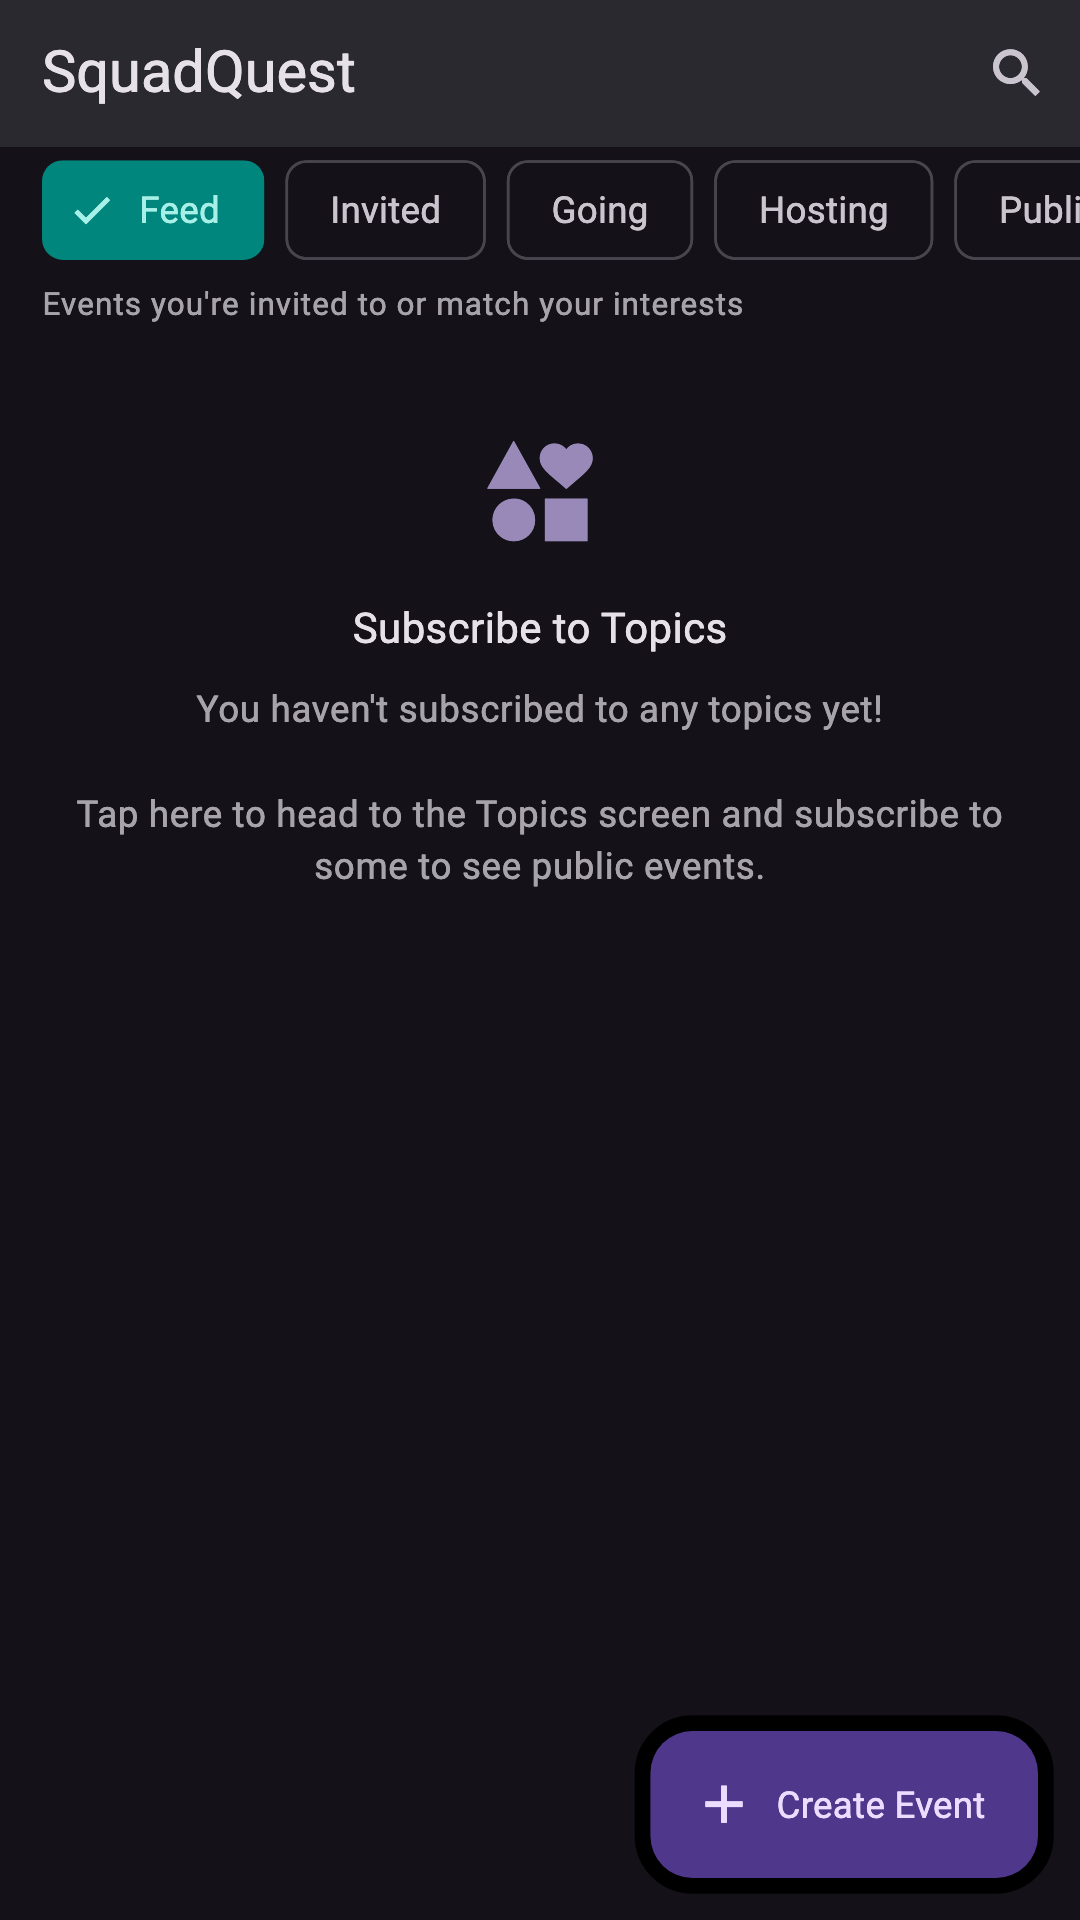 SquadQuest
Feed
Invited
Going
Hosting
Publi
Events you're invited to or match your interests
Subscribe to Topics
You haven't subscribed to any topics yet!
Tap here to head to the Topics screen and subscribe to
some to see public events.
Create Event